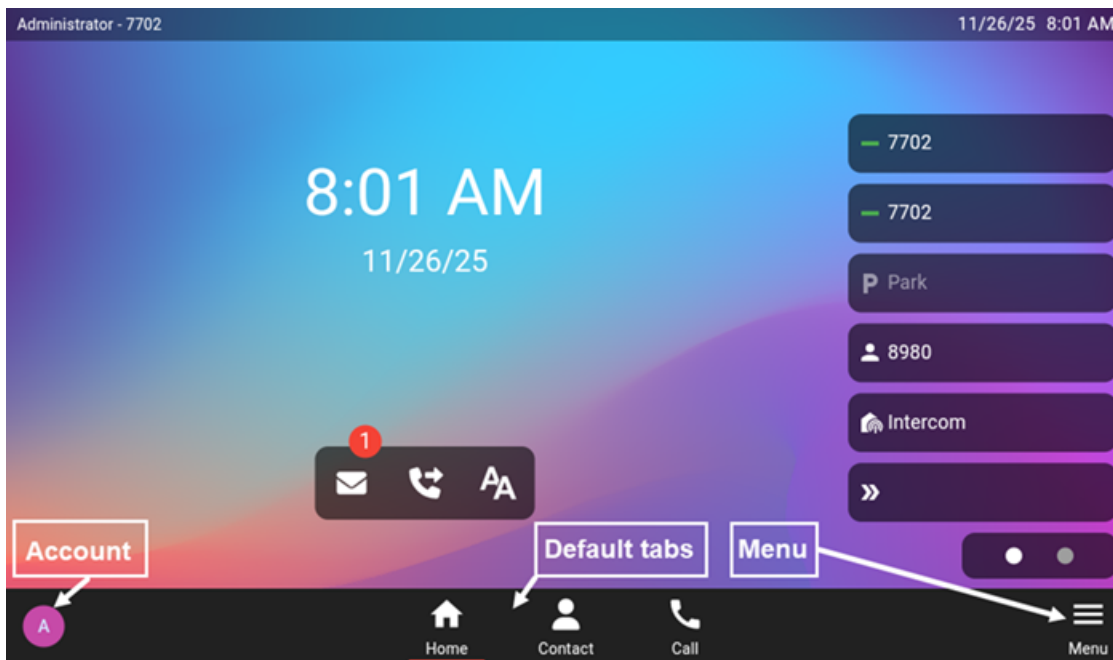 Administrator - 7702
11/26/25 8:01 AM
8:01 AM
11/26/25
7702
7702
P Park
8980
Intercom
1
AA
Account
Default tabs
Menu
A
Home
Contact
Call
Menu